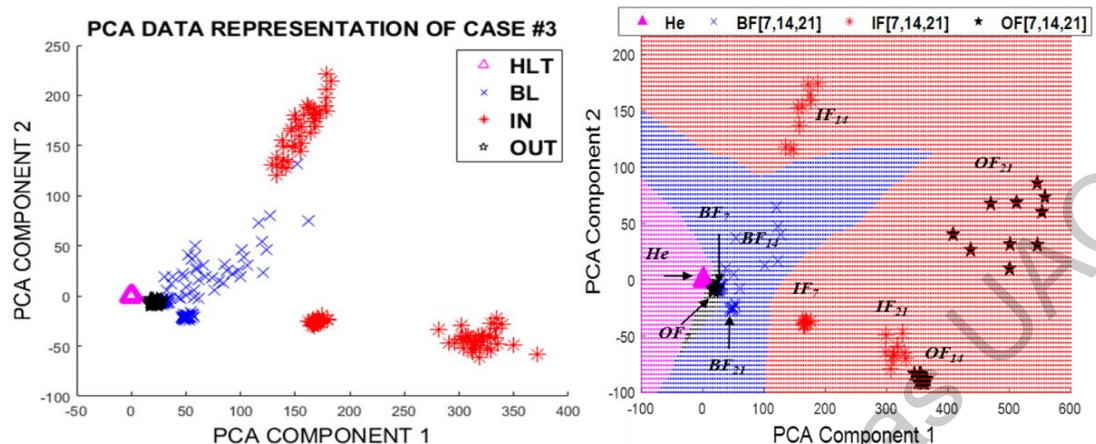 PCA DATA REPRESENTATION OF CASE #3
250
200
150
100
50
0
-50
-100
PCA COMPONENT 2
HLT
BL
IN
OUT
-50 0 50 100 150 200 250 300 350 400
PCA COMPONENT 1
He BF[7,14,21] IF[7,14,21] OF[7,14,21]
200
150
100
50
0
-50
-100
PCA Component 2
IF14
OF21
BF7
BF14
He
IF7
IF21
OF7
OF14
BF21
-100 0 100 200 300 400 500 600
PCA Component 1
as UAC